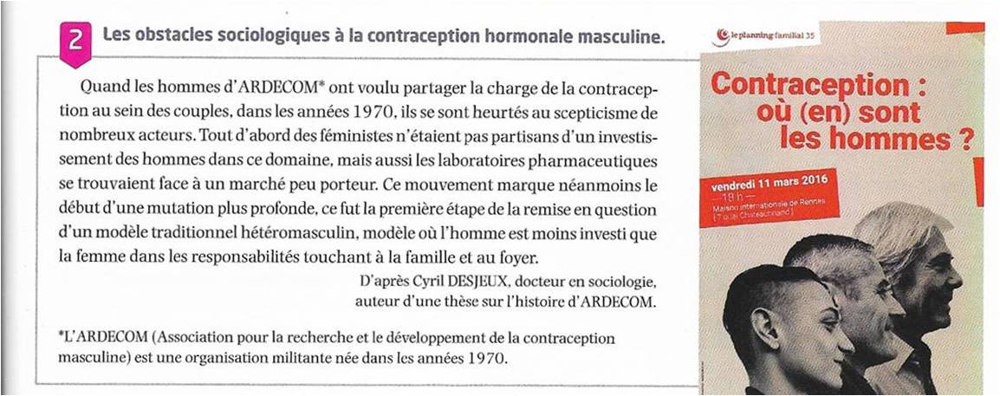 2
Les obstacles sociologiques à la contraception hormonale masculine.
Quand les hommes d'ARDECOM* ont voulu partager la charge de la contracep-
tion au sein des couples, dans les années 1970, ils se sont heurtés au scepticisme de
nombreux acteurs. Tout d'abord des féministes n'étaient pas partisans d'un investis-
sement des hommes dans ce domaine, mais aussi les laboratoires pharmaceutiques
se trouvaient face à un marché peu porteur. Ce mouvement marque néanmoins le
début d'une mutation plus profonde, ce fut la première étape de la remise en question
d'un modèle traditionnel hétéromasculin, modèle où l'homme est moins investi que
la femme dans les responsabilités touchant à la famille et au foyer.
D'après Cyril DESJEUX, docteur en sociologie,
auteur d'une thèse sur l'histoire d'ARDECOM.
*L'ARDECOM (Association pour la recherche et le développement de la contraception
masculine) est une organisation militante née dans les années 1970.
le planning familial 35
Contraception :
où (en) sont
les hommes ?
vendredi 11 mars 2016
—19 h—
Maison internationale de Rennes
[7 quai Chateaubriand]